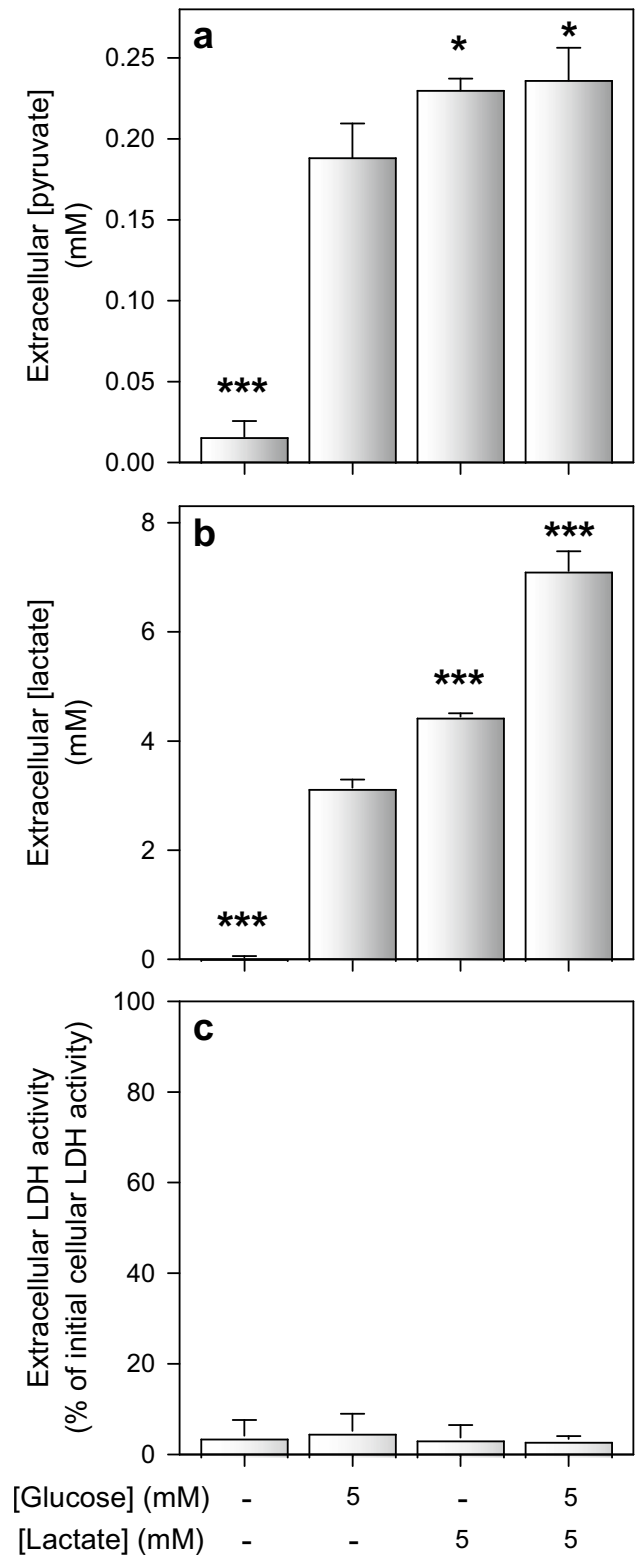 a
Extracellular [pyruvate]
(mM)
0.25
0.20
0.15
0.10
0.05
0.00
***
*
*
b
Extracellular [lactate]
(mM)
8
6
4
2
0
***
***
***
c
Extracellular LDH activity
(% of initial cellular LDH activity)
100
80
60
40
20
0
[Glucose] (mM) - 5 - 5
[Lactate] (mM) - - 5 5